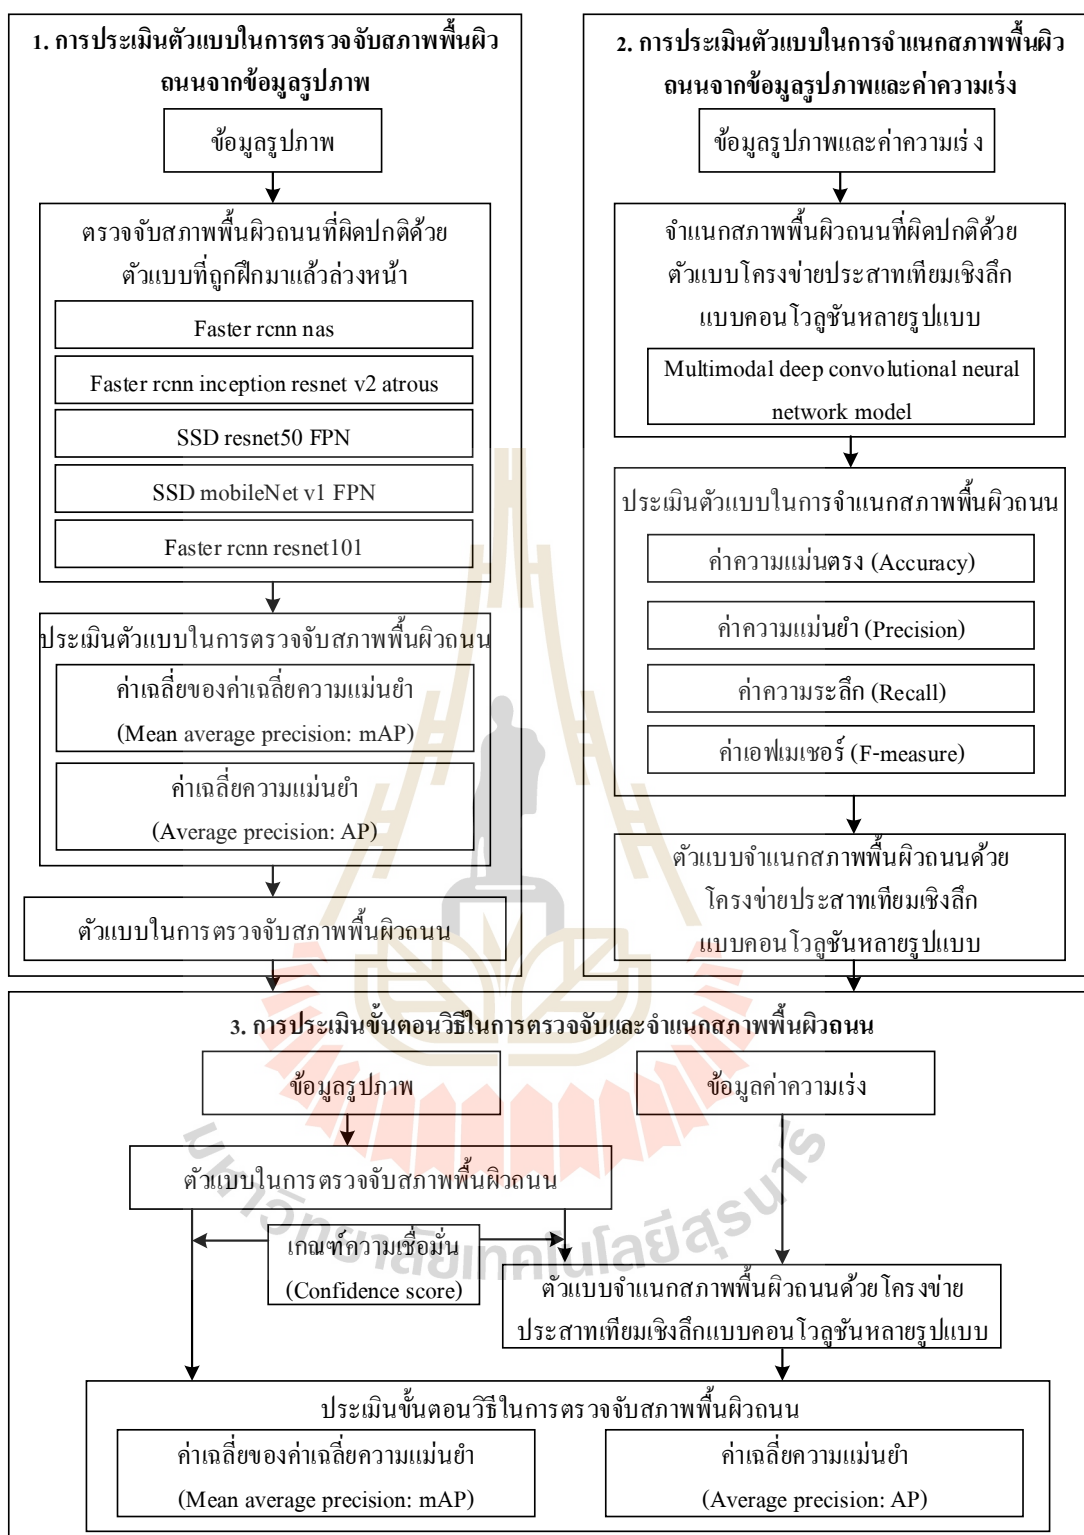 1. การประเมินตัวแบบในการตรวจจับสภาพพื้นผิว
ถนนจากข้อมูลรูปภาพ
ข้อมูลรูปภาพ
ตรวจจับสภาพพื้นผิวถนนที่ผิดปกติด้วย
ตัวแบบที่ถูกฝึกมาแล้วล่วงหน้า
Faster rcnn nas
Faster rcnn inception resnet v2 atrous
SSD resnet50 FPN
SSD mobileNet v1 FPN
Faster rcnn resnet101
ประเมินตัวแบบในการตรวจจับสภาพพื้นผิวถนน
ค่าเฉลี่ยของค่าเฉลี่ยความแม่นยำ
(Mean average precision: mAP)
ค่าเฉลี่ยความแม่นยำ
(Average precision: AP)
ตัวแบบในการตรวจจับสภาพพื้นผิวถนน
2. การประเมินตัวแบบในการจำแนกสภาพพื้นผิว
ถนนจากข้อมูลรูปภาพและค่าความเร่ง
ข้อมูลรูปภาพและค่าความเร่ง
จำแนกสภาพพื้นผิวถนนที่ผิดปกติด้วย
ตัวแบบโครงข่ายประสาทเทียมเชิงลึก
แบบคอนโวลูชันหลายรูปแบบ
Multimodal deep convolutional neural
network model
ประเมินตัวแบบในการจำแนกสภาพพื้นผิวถนน
ค่าความแม่นตรง (Accuracy)
ค่าความแม่นยำ (Precision)
ค่าความระลึก (Recall)
ค่าเอฟเมเชอร์ (F-measure)
ตัวแบบจำแนกสภาพพื้นผิวถนนด้วย
โครงข่ายประสาทเทียมเชิงลึก
แบบคอนโวลูชันหลายรูปแบบ
3. การประเมินขั้นตอนวิธีในการตรวจจับและจำแนกสภาพพื้นผิวถนน
ข้อมูลรูปภาพ
ข้อมูลค่าความเร่ง
ตัวแบบในการตรวจจับสภาพพื้นผิวถนน
เกณฑ์ความเชื่อมั่น
(Confidence score)
ตัวแบบจำแนกสภาพพื้นผิวถนนด้วยโครงข่าย
ประสาทเทียมเชิงลึกแบบคอนโวลูชันหลายรูปแบบ
ประเมินขั้นตอนวิธีในการตรวจจับสภาพพื้นผิวถนน
ค่าเฉลี่ยของค่าเฉลี่ยความแม่นยำ
(Mean average precision: mAP)
ค่าเฉลี่ยความแม่นยำ
(Average precision: AP)
มหาวิทยาลัยเทคโนโลยีสุรนารี